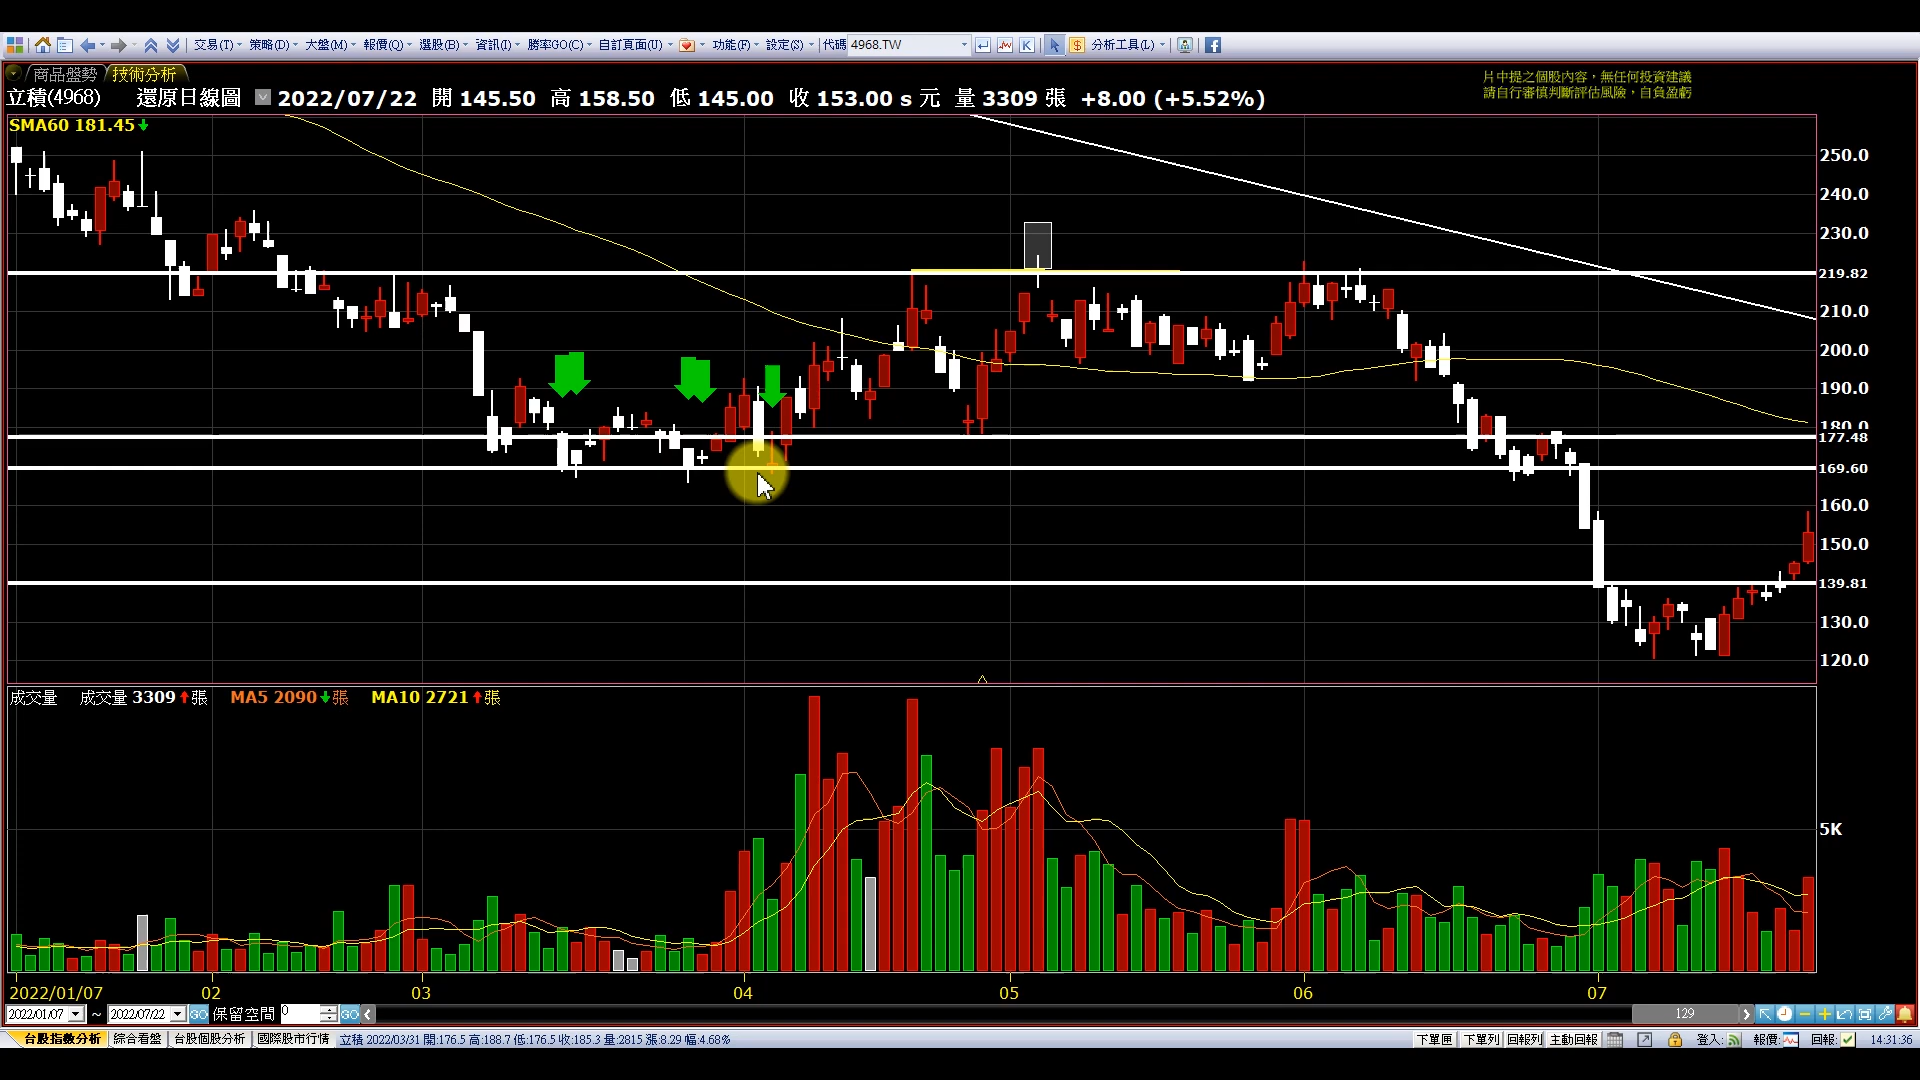 交易(T) 策略(D) 大盤(M) 報價(Q) 選股(B) 資訊(I) 勝率GO(C) 自訂頁面(U) 功能(F) 設定(S) 代碼 4968.TW K $ 分析工具(L)
商品盤勢 技術分析
片中提之個股內容，無任何投資建議
請自行審慎判斷評估風險，自負盈虧
立積(4968) 還原日線圖 2022/07/22 開 145.50 高 158.50 低 145.00 收 153.00 s 元 量 3309 張 +8.00 (+5.52%)
SMA60 181.45
250.0
240.0
230.0
219.82
210.0
200.0
190.0
180.0
177.48
169.60
160.0
150.0
139.81
130.0
120.0
成交量 成交量 3309 張 MA5 2090 張 MA10 2721 張
5K
2022/01/07 02 03 04 05 06 07
2022/01/07 ~ 2022/07/22 GO 保留空間 0 GO 129
台股指數分析 綜合看盤 台股個股分析 國際股市行情 立積 2022/03/31 開:176.5 高:188.7 低:176.5 收:185.3 量:2815 漲:8.29 幅:4.68% 下單匣 下單列 回報列 主動回報 登入: 報價: 回報: 14:31:36